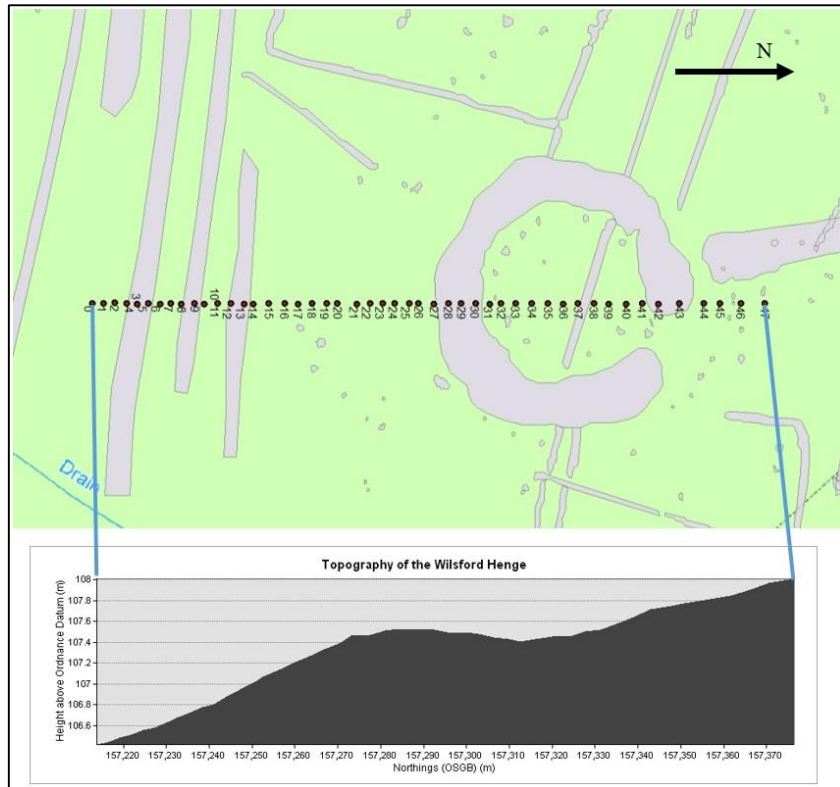 N
0 1 2 3 4 5 6 7 8 9 10 11 12 13 14 15 16 17 18 19 20 21 22 23 24 25 26 27 28 29 30 31 32 33 34 35 36 37 38 39 40 41 42 43 44 45 46 47
Drain
Topography of the Wilsford Henge
Height above Ordnance Datum (m)
108
107.8
107.6
107.4
107.2
107
106.8
106.6
157,220 157,230 157,240 157,250 157,260 157,270 157,280 157,290 157,300 157,310 157,320 157,330 157,340 157,350 157,360 157,370
Northings (OSGB) (m)